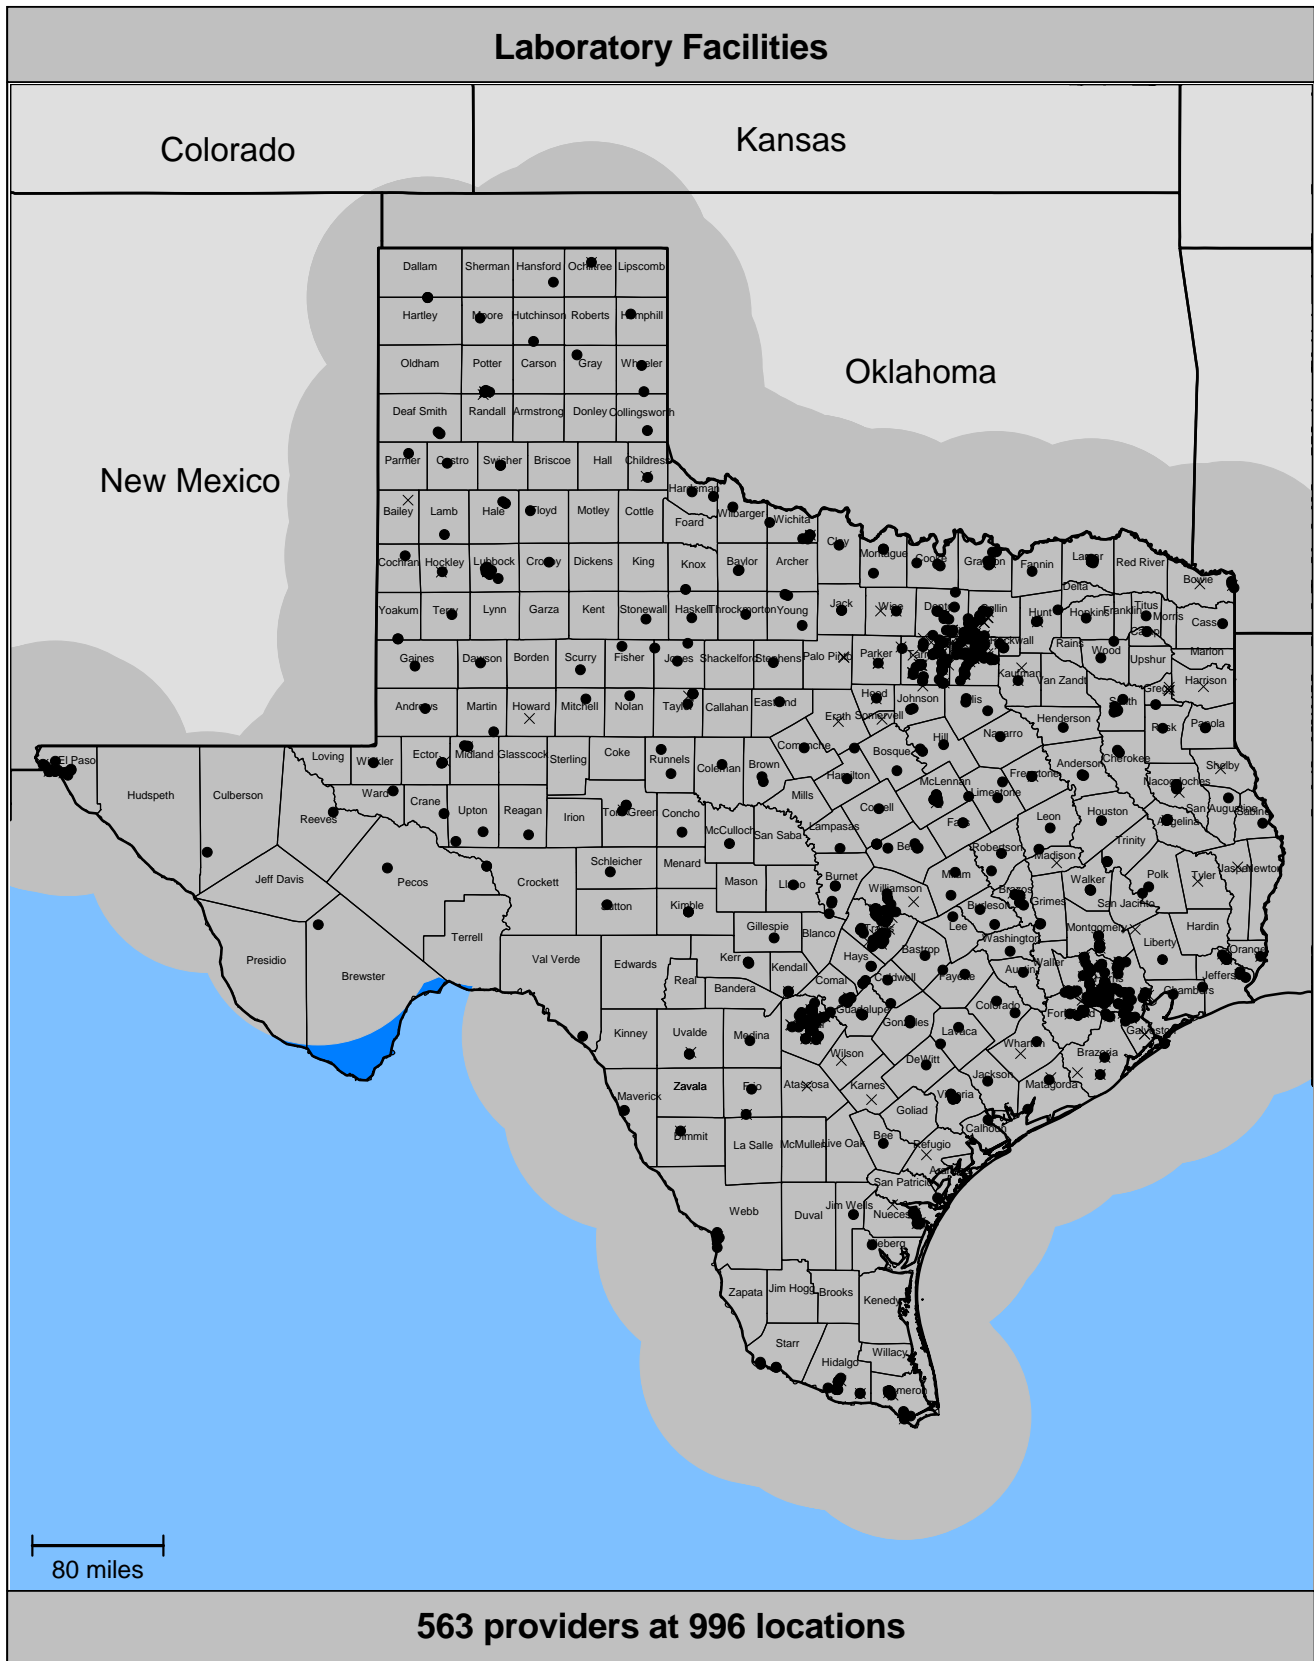 Laboratory Facilities
Colorado
Kansas
Oklahoma
New Mexico
Dallam Sherman Hansford Ochiltree Lipscomb
Hartley Moore Hutchinson Roberts Hemphill
Oldham Potter Carson Gray Wheeler
Deaf Smith Randall Armstrong Donley Collingsworth
Parmer Castro Swisher Briscoe Hall Childress
Hardeman
Bailey Lamb Hale Floyd Motley Cottle Foard Wilbarger Wichita
Clay Montague Cooke Grayson Fannin Lamar Red River Bowie
Cochran Hockley Lubbock Crosby Dickens King Knox Baylor Archer
Delta
Yoakum Terry Lynn Garza Kent Stonewall Haskell Throckmorton Young Jack Wise Denton Collin Hunt Hopkins Franklin Titus Morris Cass
Camp
Rockwall Rains Wood Upshur Marion
Gaines Dawson Borden Scurry Fisher Jones Shackelford Stephens Palo Pinto Parker Kaufman Van Zandt Gregg Harrison
Andrews Martin Howard Mitchell Nolan Taylor Callahan Eastland Erath Hood Somervell Johnson Ellis Henderson Smith Rusk Panola
El Paso Loving Winkler Ector Midland Glasscock Sterling Coke Runnels Coleman Brown Comanche Bosque Hill Navarro Cherokee
Hudspeth Culberson Ward Crane Upton Reagan Irion Tom Green Concho McCulloch San Saba Mills Hamilton McLennan Freestone Anderson Shelby
Reeves Lampasas Coryell Falls Limestone Leon Houston Nacogdoches San Augustine Sabine
Angelina Trinity
Jeff Davis Pecos Crockett Schleicher Menard Mason Llano Burnet Bell Robertson Madison Walker Polk Tyler Jasper Newton
Williamson Milam Brazos Grimes San Jacinto
Presidio Brewster Terrell Sutton Kimble Gillespie Blanco Travis Burleson Lee Montgomery Liberty Hardin Orange
Val Verde Edwards Real Kerr Kendall Hays Bastrop Washington Waller Jefferson
Bandera Comal Caldwell Fayette Austin Chambers
Kinney Uvalde Medina Guadalupe Gonzales Lavaca Colorado Fort Bend Galveston
Wilson DeWitt Wharton Brazoria
Maverick Zavala Frio Atascosa Karnes Jackson Matagorda
Goliad Victoria Calhoun
Dimmit La Salle McMullen Live Oak Bee Refugio
San Patricio
Webb Duval Jim Wells Nueces
Kleberg
Zapata Jim Hogg Brooks Kenedy
Starr Hidalgo Willacy
Cameron
80 miles
563 providers at 996 locations